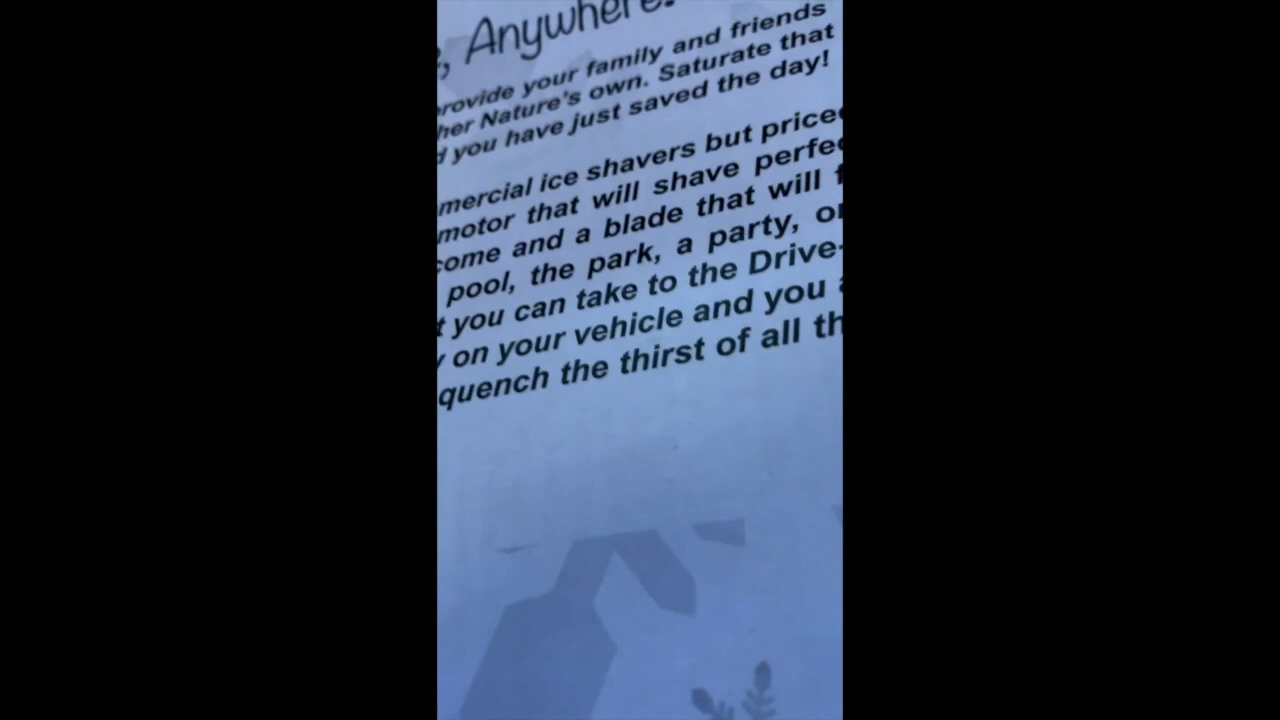 , Anywhere.
provide your family and friends
her Nature's own. Saturate that
you have just saved the day!
mercial ice shavers but price
motor that will shave perfec
come and a blade that will f
pool, the park, a party, or
t you can take to the Drive-
y on your vehicle and you a
quench the thirst of all th